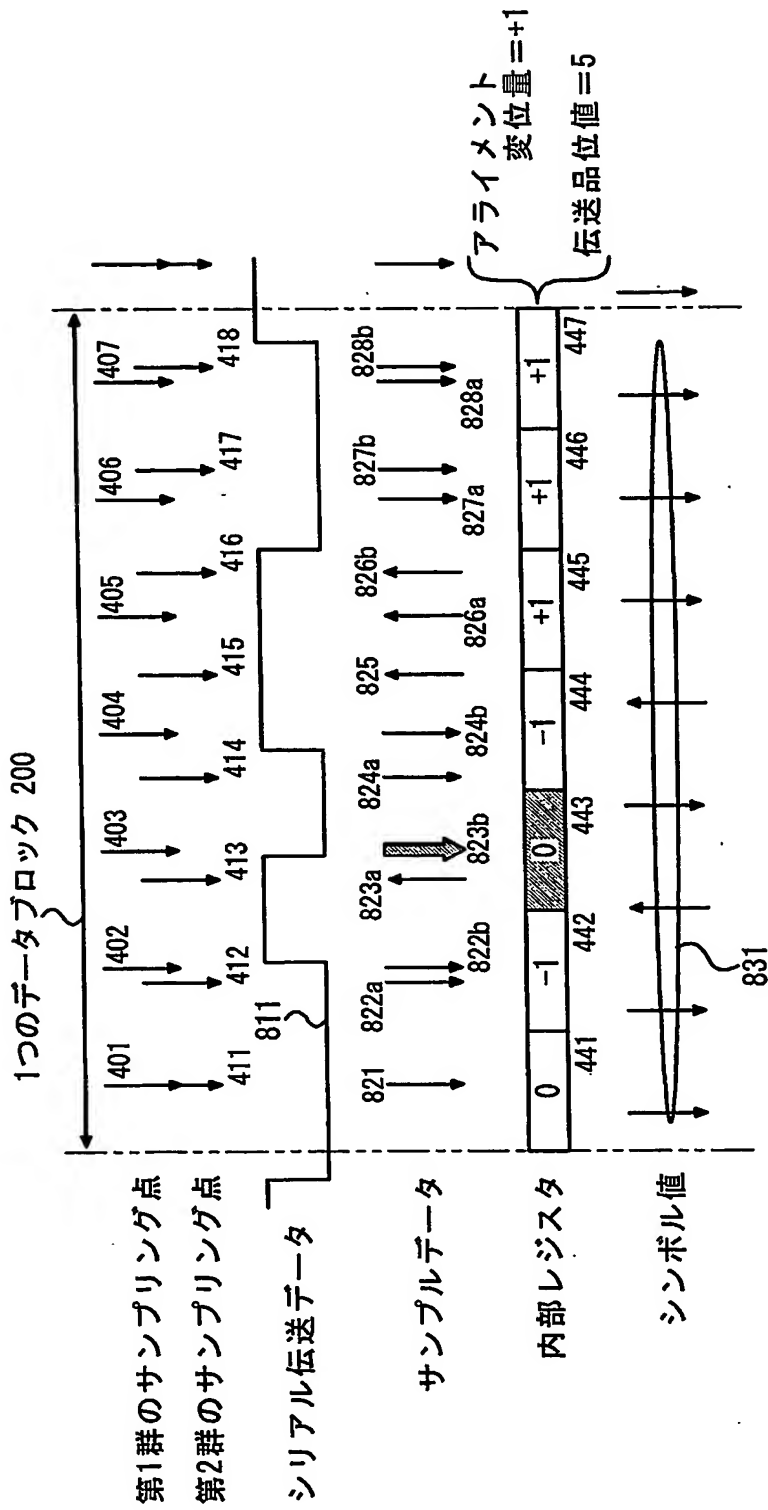 1つのデータブロック 200
第1群のサンプリング点
401 402 403 404 405 406 407
第2群のサンプリング点
411 412 413 414 415 416 417 418
シリアル伝送データ
811
サンプルデータ
821 822a 822b 823a 823b 824a 824b 825 826a 826b 827a 827b 828a 828b
内部レジスタ
0 -1 0 -1 +1 +1 +1
441 442 443 444 445 446 447
アライメント
変位量=+1
伝送品位値=5
シンボル値
831